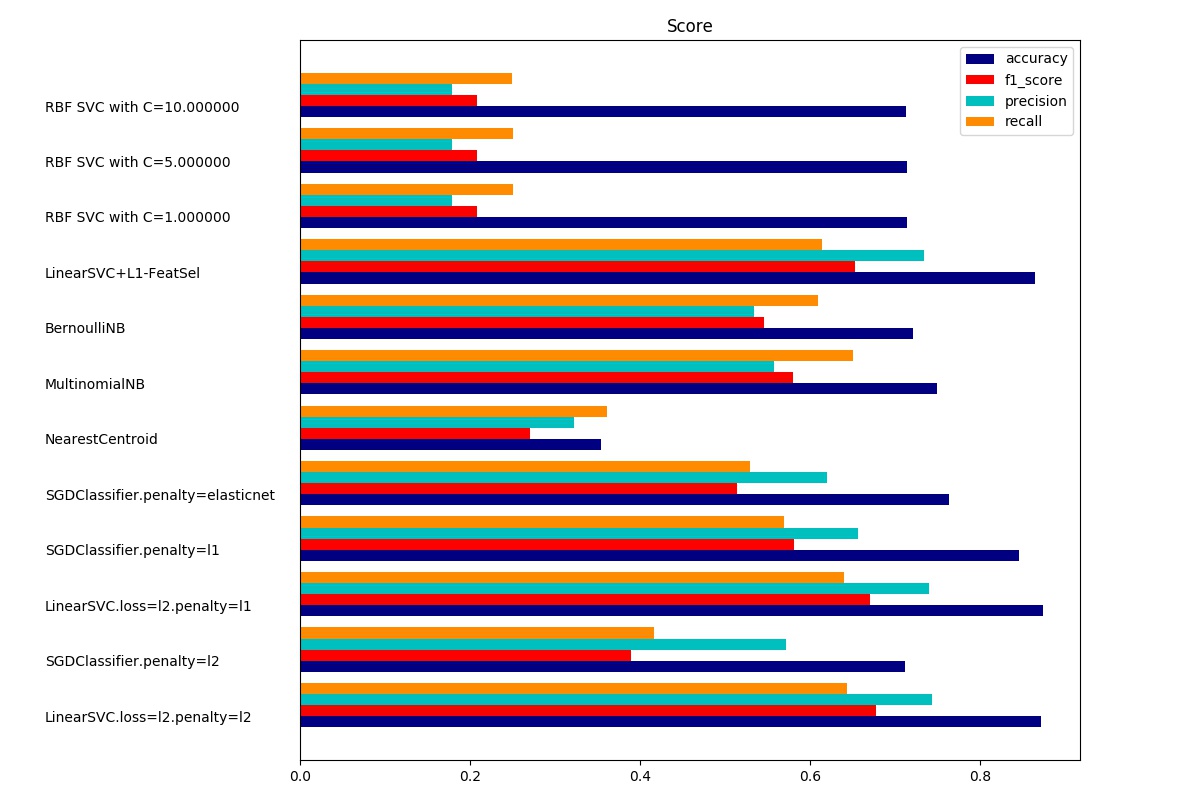 Score
accuracy
f1_score
precision
recall
RBF SVC with C=10.000000
RBF SVC with C=5.000000
RBF SVC with C=1.000000
LinearSVC+L1-FeatSel
BernoulliNB
MultinomialNB
NearestCentroid
SGDClassifier.penalty=elasticnet
SGDClassifier.penalty=l1
LinearSVC.loss=l2.penalty=l1
SGDClassifier.penalty=l2
LinearSVC.loss=l2.penalty=l2
0.0 0.2 0.4 0.6 0.8